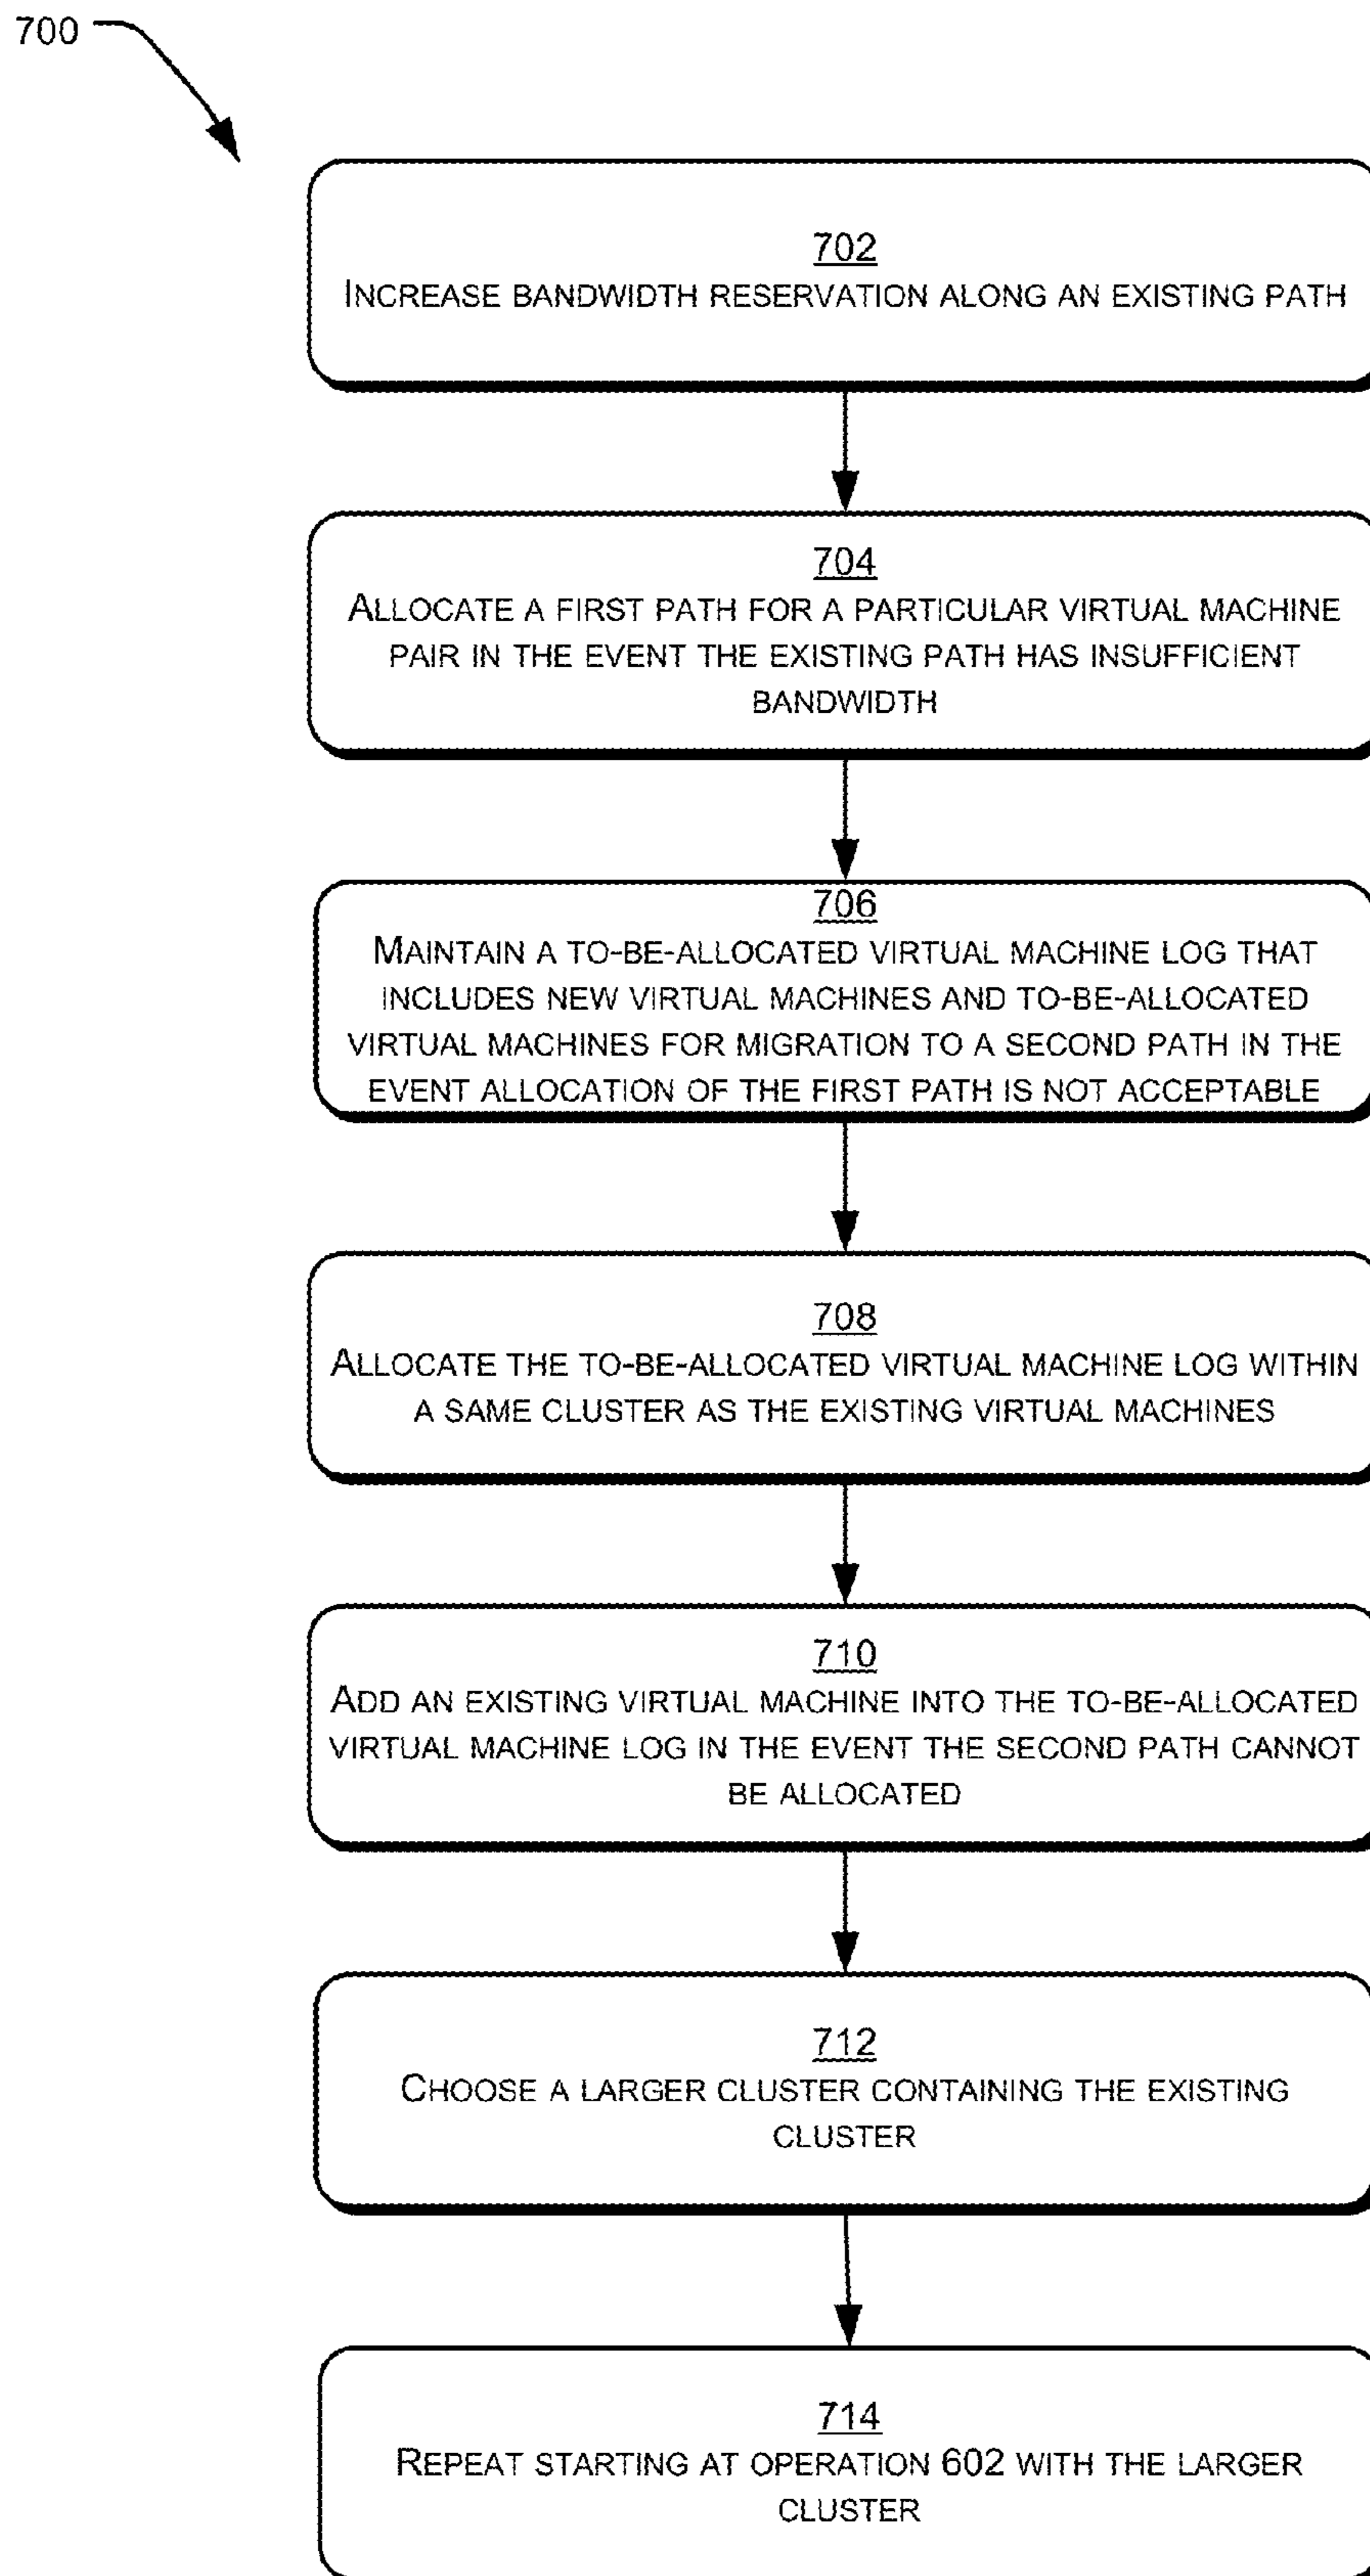 700
702
INCREASE BANDWIDTH RESERVATION ALONG AN EXISTING PATH
704
ALLOCATE A FIRST PATH FOR A PARTICULAR VIRTUAL MACHINE
PAIR IN THE EVENT THE EXISTING PATH HAS INSUFFICIENT
BANDWIDTH
706
MAINTAIN A TO-BE-ALLOCATED VIRTUAL MACHINE LOG THAT
INCLUDES NEW VIRTUAL MACHINES AND TO-BE-ALLOCATED
VIRTUAL MACHINES FOR MIGRATION TO A SECOND PATH IN THE
EVENT ALLOCATION OF THE FIRST PATH IS NOT ACCEPTABLE
708
ALLOCATE THE TO-BE-ALLOCATED VIRTUAL MACHINE LOG WITHIN
A SAME CLUSTER AS THE EXISTING VIRTUAL MACHINES
710
ADD AN EXISTING VIRTUAL MACHINE INTO THE TO-BE-ALLOCATED
VIRTUAL MACHINE LOG IN THE EVENT THE SECOND PATH CANNOT
BE ALLOCATED
712
CHOOSE A LARGER CLUSTER CONTAINING THE EXISTING
CLUSTER
714
REPEAT STARTING AT OPERATION 602 WITH THE LARGER
CLUSTER